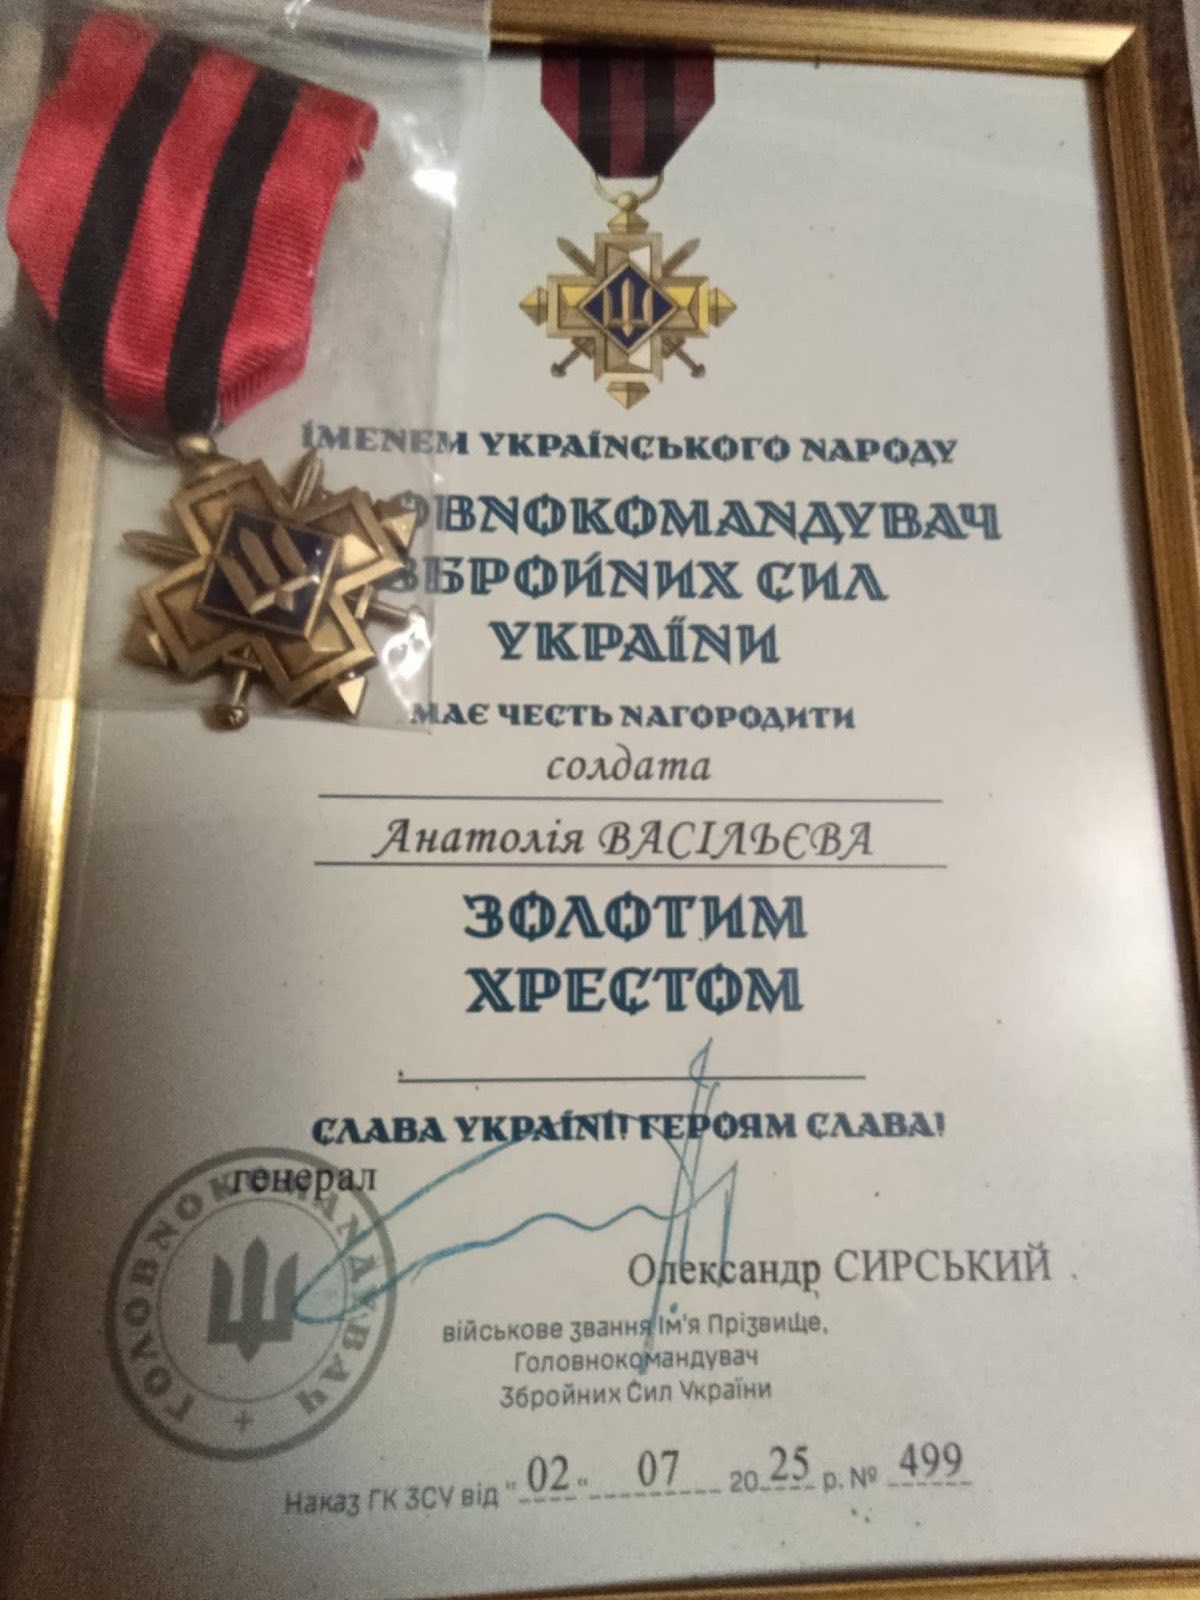 ІМЕНЕМ УКРАЇНСЬКОГО НАРОДУ
ОВНОКОМАНДУВАЧ
ЗБРОЙНИХ СИЛ
УКРАЇНИ
МАЄ ЧЕСТЬ НАГОРОДИТИ
солдата
Анатолія ВАСІЛЬЄВА
ЗОЛОТИМ
ХРЕСТОМ
СЛАВА УКРАЇНІ! ГЕРОЯМ СЛАВА!
генерал
ГОЛОВНОКОМАНДУВАЧ
Олександр СИРСЬКИЙ
військове звання Ім'я Прізвище,
Головнокомандувач
Збройних Сил України
Наказ ГК ЗСУ від "02" 07 2025 р. № 499